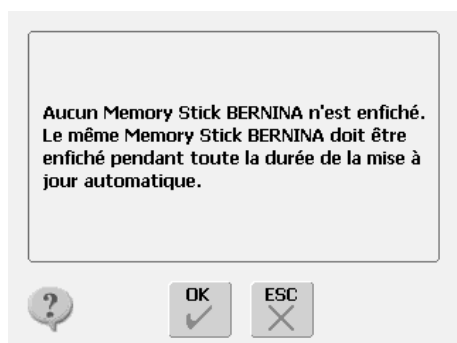 Aucun Memory Stick BERNINA n'est enfiché.
Le même Memory Stick BERNINA doit être
enfiché pendant toute la durée de la mise à
jour automatique.
?
OK
ESC